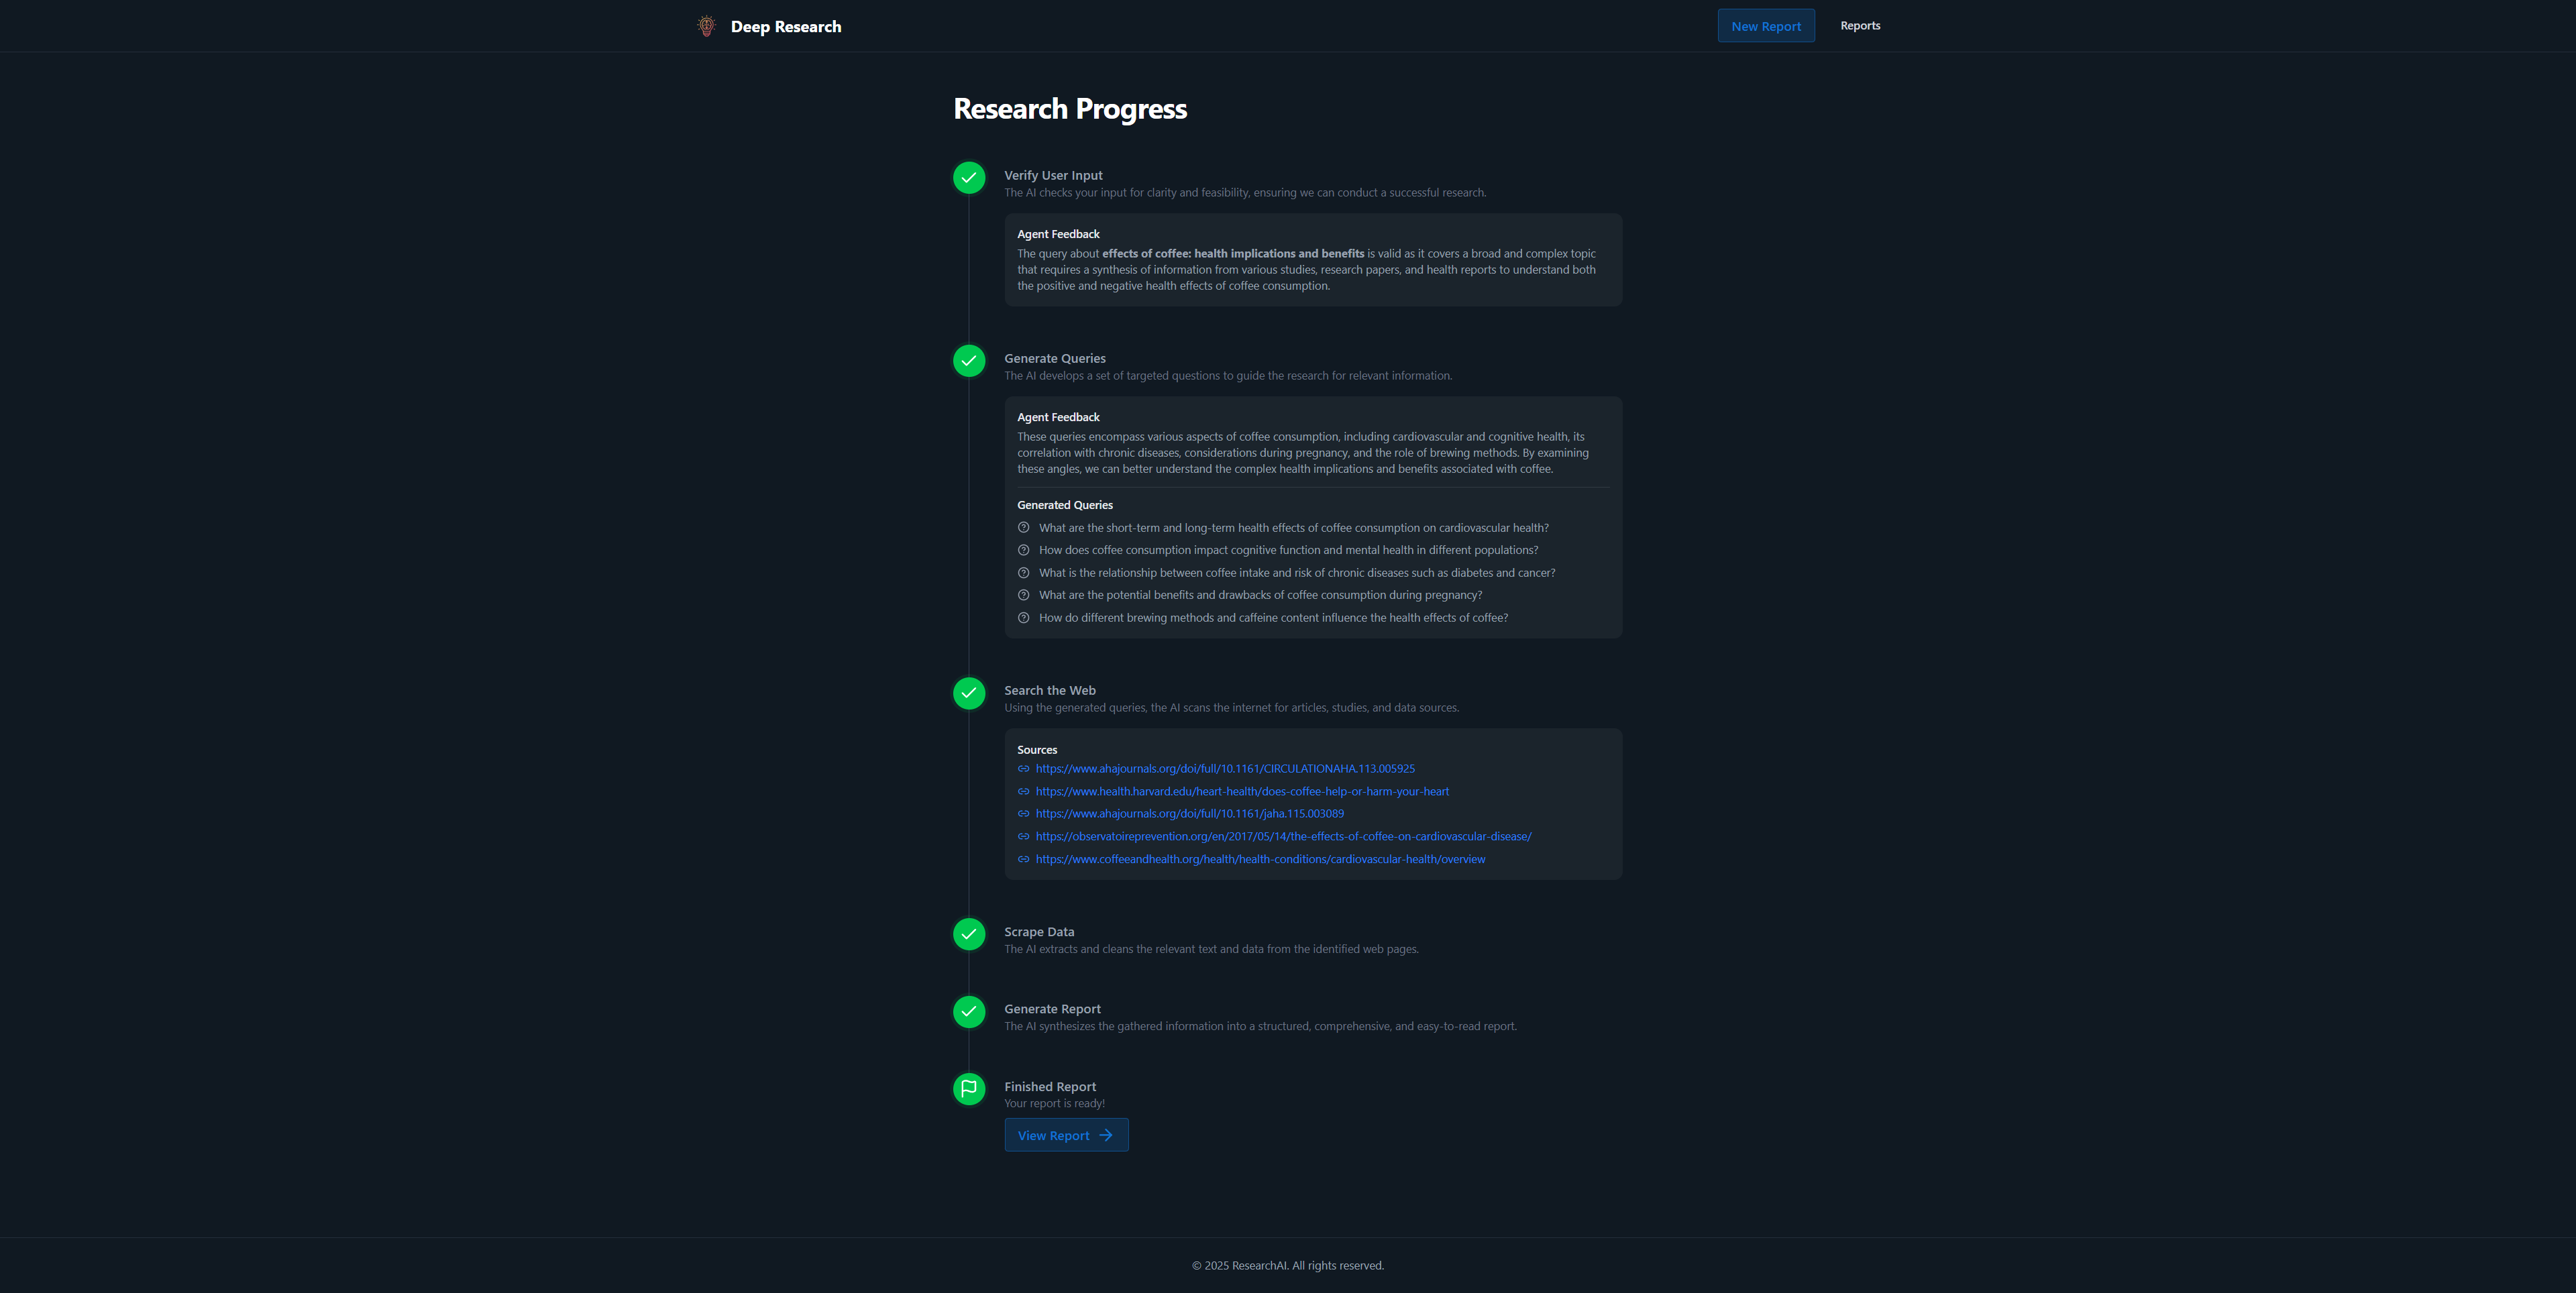 Deep Research
New Report
Reports
Research Progress
Verify User Input
The AI checks your input for clarity and feasibility, ensuring we can conduct a successful research.
Agent Feedback
The query about effects of coffee: health implications and benefits is valid as it covers a broad and complex topic
that requires a synthesis of information from various studies, research papers, and health reports to understand both
the positive and negative health effects of coffee consumption.
Generate Queries
The AI develops a set of targeted questions to guide the research for relevant information.
Agent Feedback
These queries encompass various aspects of coffee consumption, including cardiovascular and cognitive health, its
correlation with chronic diseases, considerations during pregnancy, and the role of brewing methods. By examining
these angles, we can better understand the complex health implications and benefits associated with coffee.
Generated Queries
What are the short-term and long-term health effects of coffee consumption on cardiovascular health?
How does coffee consumption impact cognitive function and mental health in different populations?
What is the relationship between coffee intake and risk of chronic diseases such as diabetes and cancer?
What are the potential benefits and drawbacks of coffee consumption during pregnancy?
How do different brewing methods and caffeine content influence the health effects of coffee?
Search the Web
Using the generated queries, the AI scans the internet for articles, studies, and data sources.
Sources
https://www.ahajournals.org/doi/full/10.1161/CIRCULATIONAHA.113.005925
https://www.health.harvard.edu/heart-health/does-coffee-help-or-harm-your-heart
https://www.ahajournals.org/doi/full/10.1161/jaha.115.003089
https://observatoireprevention.org/en/2017/05/14/the-effects-of-coffee-on-cardiovascular-disease/
https://www.coffeeandhealth.org/health/health-conditions/cardiovascular-health/overview
Scrape Data
The AI extracts and cleans the relevant text and data from the identified web pages.
Generate Report
The AI synthesizes the gathered information into a structured, comprehensive, and easy-to-read report.
Finished Report
Your report is ready!
View Report
© 2025 ResearchAI. All rights reserved.